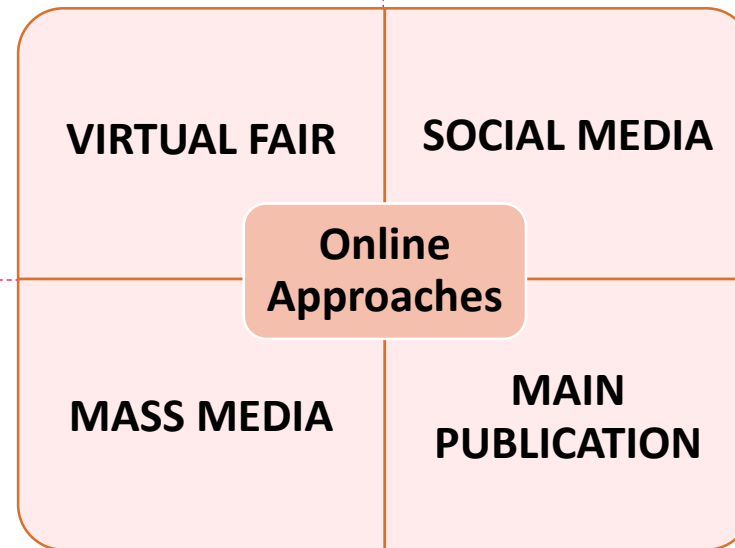 VIRTUAL FAIR
SOCIAL MEDIA
Online
Approaches
MASS MEDIA
MAIN
PUBLICATION